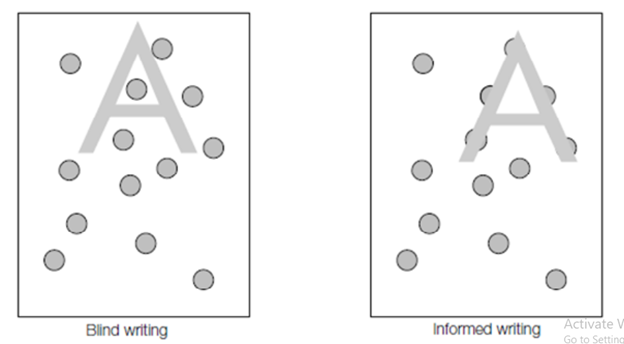 A
A
Blind writing
Informed writing
Activate W
Go to Setting